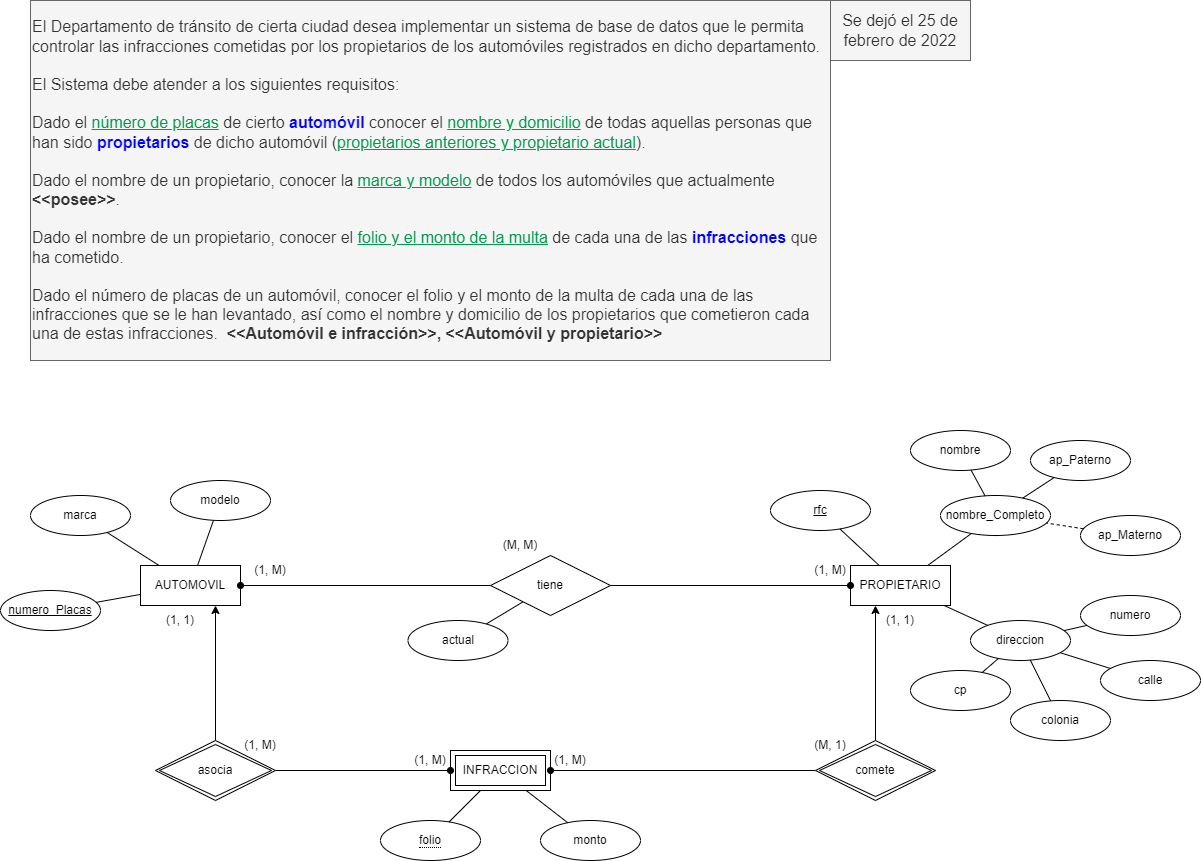 El Departamento de tránsito de cierta ciudad desea implementar un sistema de base de datos que le permita
controlar las infracciones cometidas por los propietarios de los automóviles registrados en dicho departamento.
El Sistema debe atender a los siguientes requisitos:
Dado el número de placas de cierto automóvil conocer el nombre y domicilio de todas aquellas personas que
han sido propietarios de dicho automóvil (propietarios anteriores y propietario actual).
Dado el nombre de un propietario, conocer la marca y modelo de todos los automóviles que actualmente
<<posee>>.
Dado el nombre de un propietario, conocer el folio y el monto de la multa de cada una de las infracciones que
ha cometido.
Dado el número de placas de un automóvil, conocer el folio y el monto de la multa de cada una de las
infracciones que se le han levantado, así como el nombre y domicilio de los propietarios que cometieron cada
una de estas infracciones. <<Automóvil e infracción>>, <<Automóvil y propietario>>
Se dejó el 25 de
febrero de 2022
nombre
ap_Paterno
modelo
marca
rfc
nombre_Completo
ap_Materno
(M, M)
(1, M)
(1, M)
AUTOMOVIL
tiene
PROPIETARIO
numero_Placas
(1, 1)
(1, 1)
numero
actual
direccion
calle
cp
colonia
(1, M)
(1, M)
(1, M)
(M, 1)
asocia
INFRACCION
comete
folio
monto